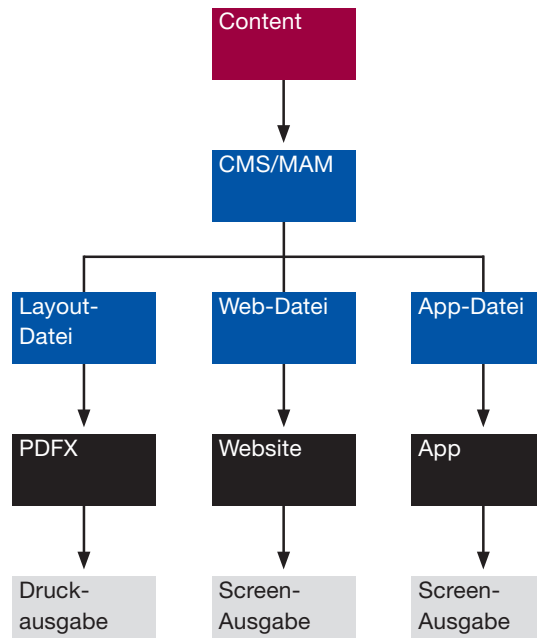 Content
CMS/MAM
Layout-
Datei
Web-Datei
App-Datei
PDFX
Website
App
Druck-
ausgabe
Screen-
Ausgabe
Screen-
Ausgabe